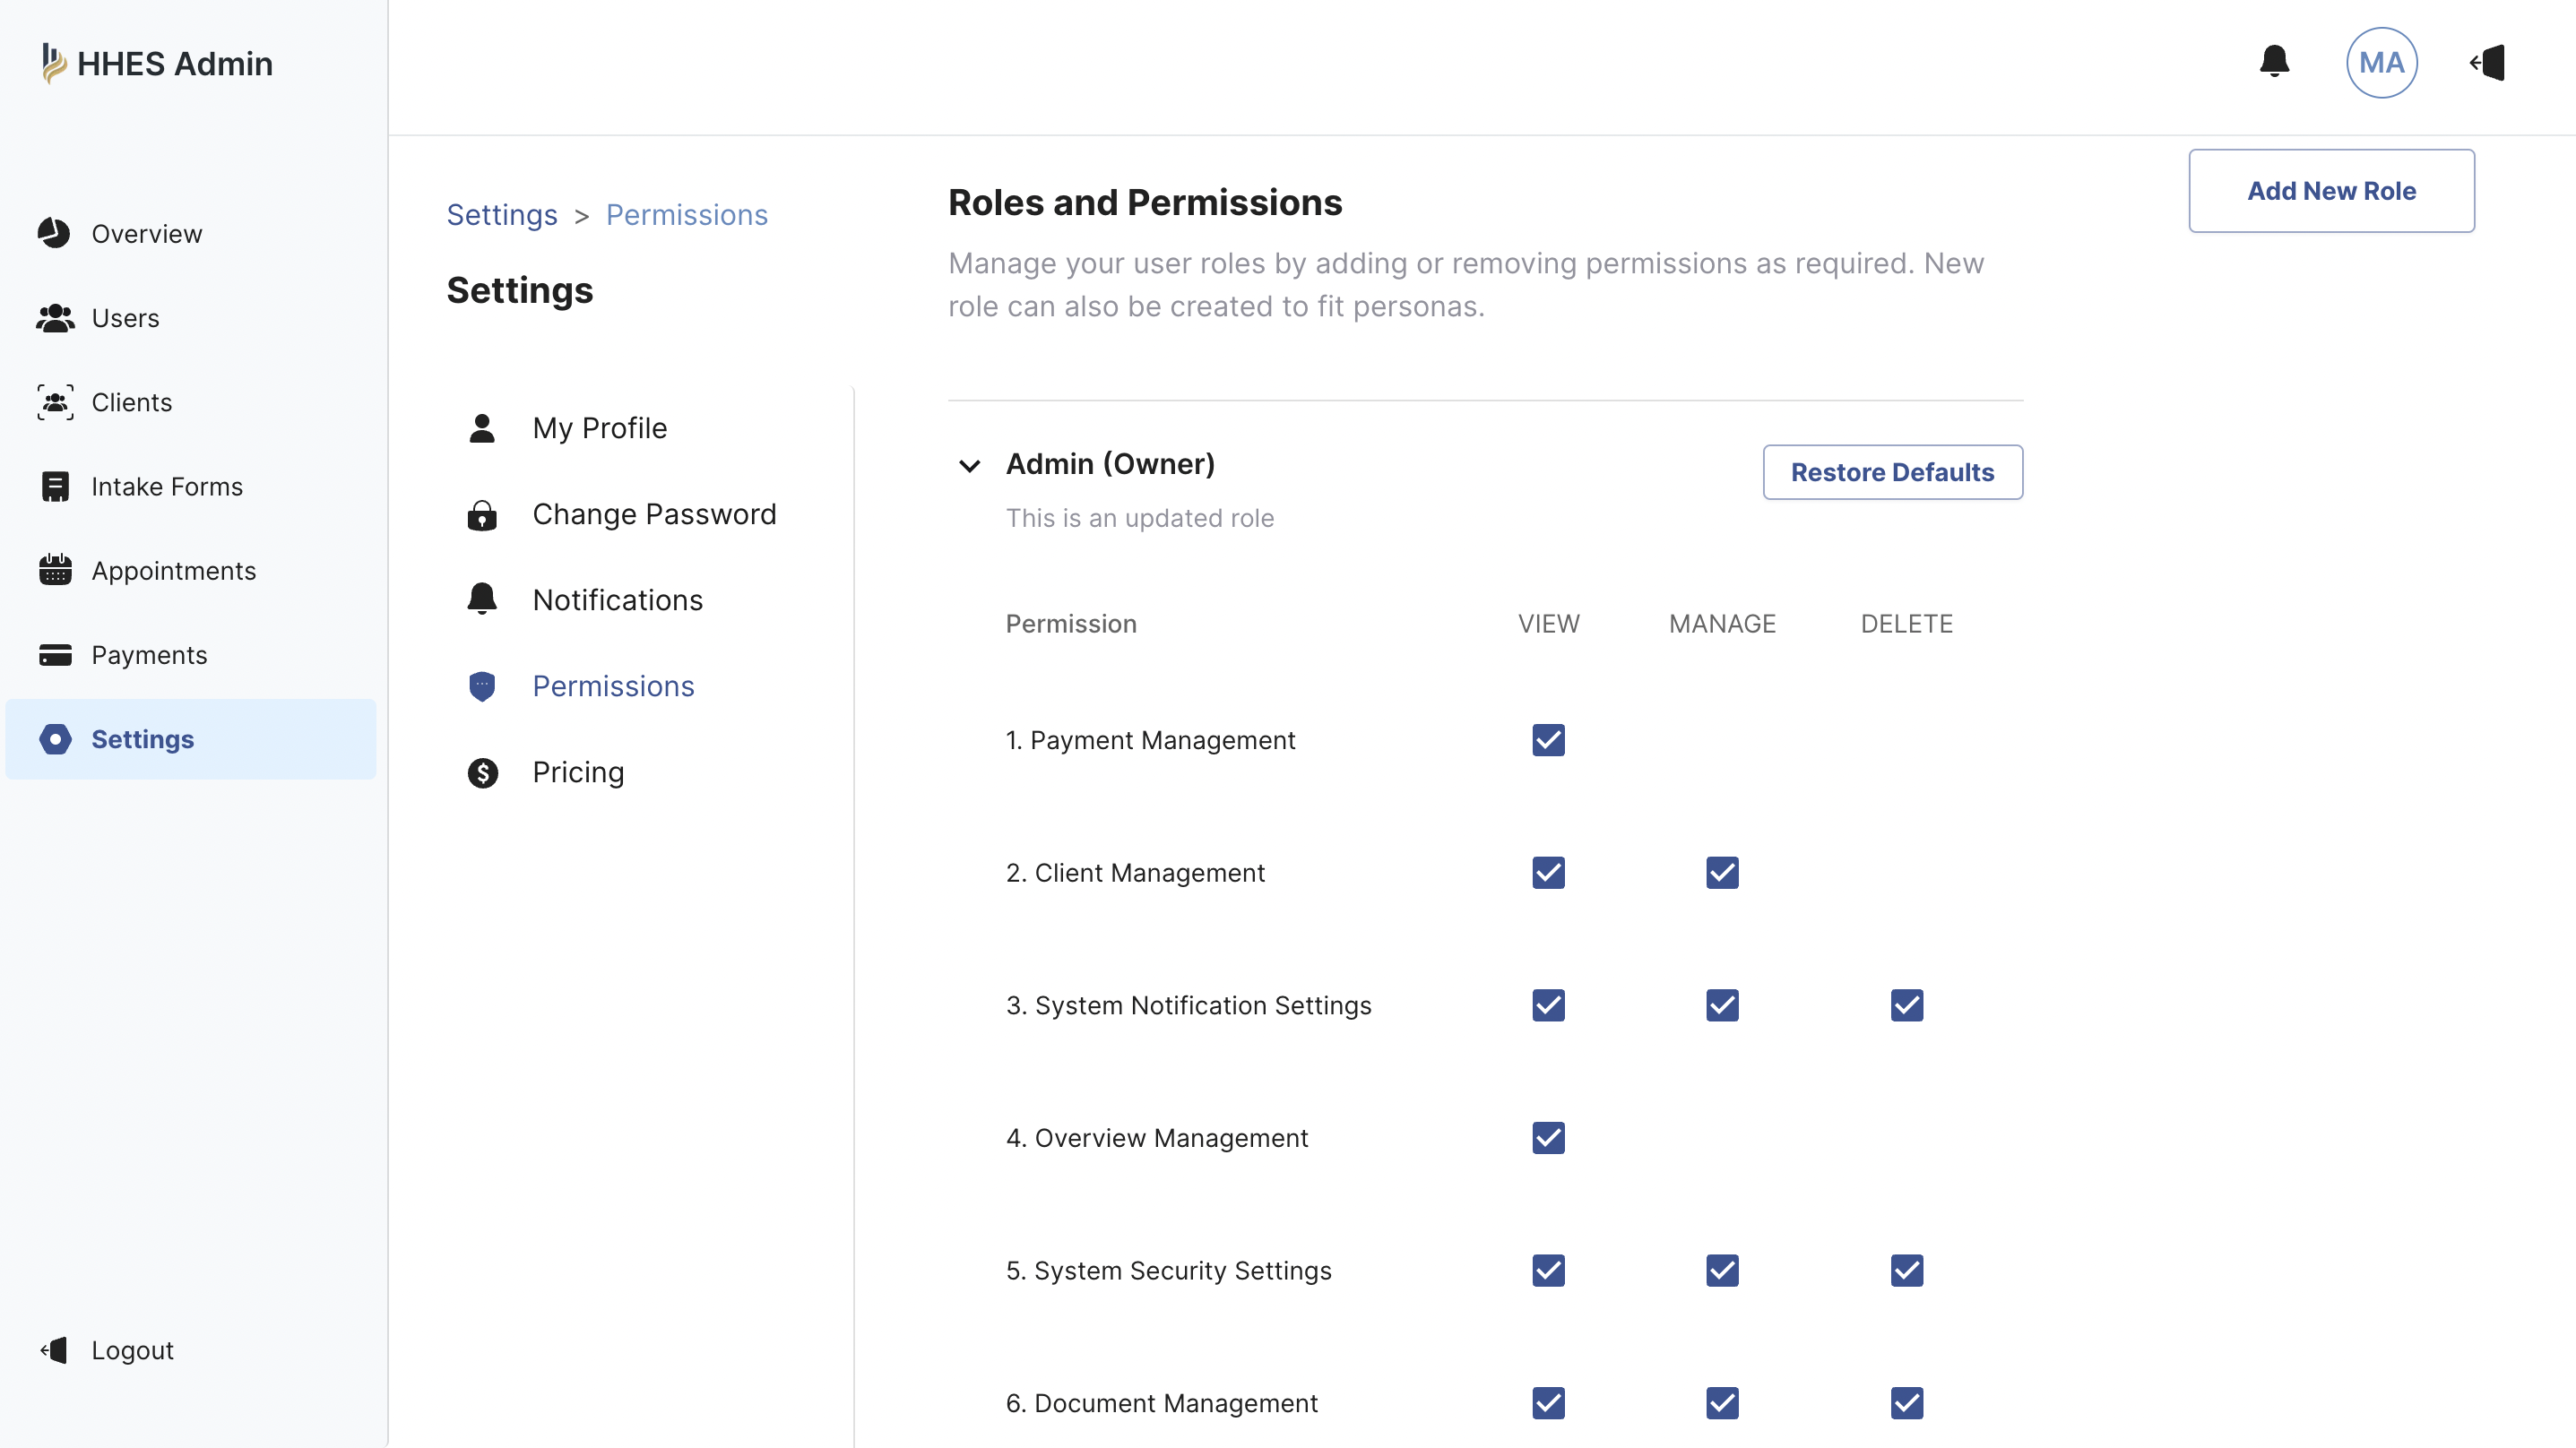 HHES Admin
MA
Overview
Users
Clients
Intake Forms
Appointments
Payments
Settings
Logout
Settings > Permissions
Settings
My Profile
Change Password
Notifications
Permissions
Pricing
Roles and Permissions
Manage your user roles by adding or removing permissions as required. New
role can also be created to fit personas.
Add New Role
Admin (Owner)
This is an updated role
Restore Defaults
Permission VIEW MANAGE DELETE
1. Payment Management
2. Client Management
3. System Notification Settings
4. Overview Management
5. System Security Settings
6. Document Management